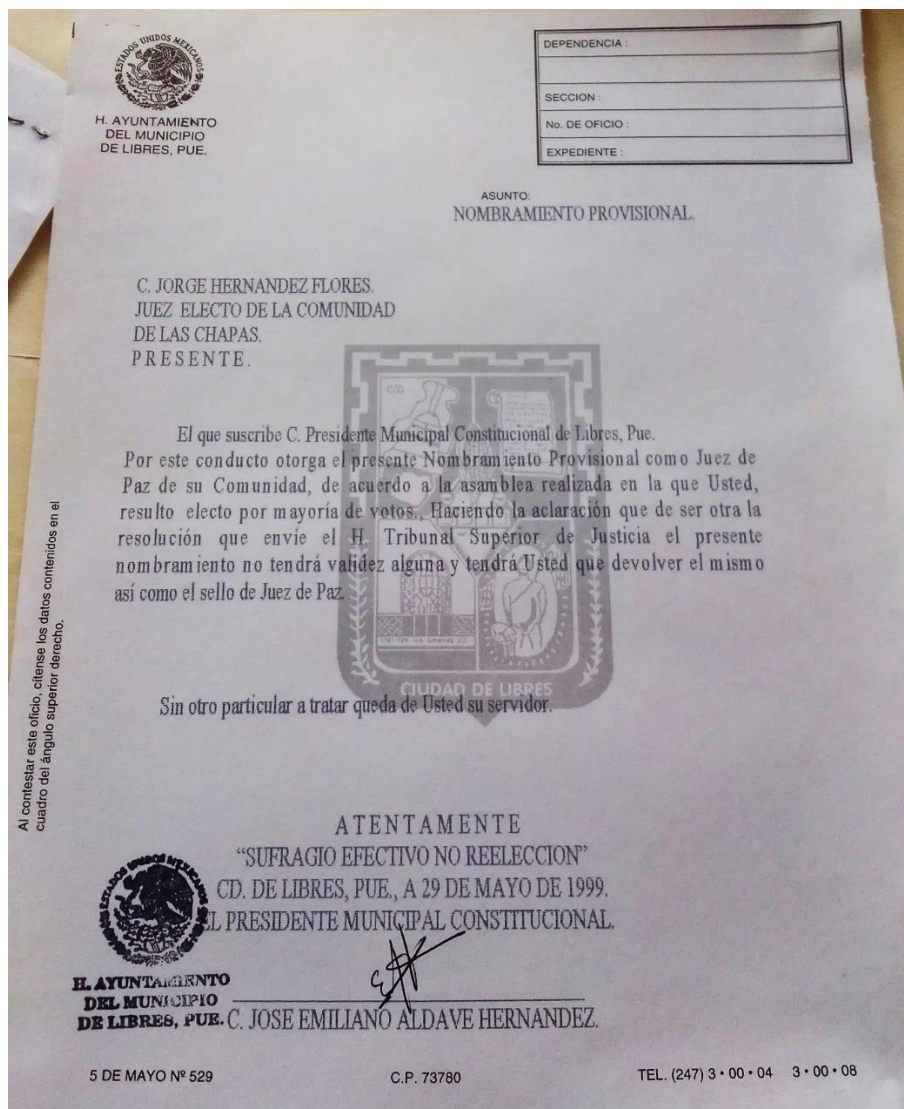 ESTADOS UNIDOS MEXICANOS
H. AYUNTAMIENTO
DEL MUNICIPIO
DE LIBRES, PUE.
DEPENDENCIA :
SECCION :
No. DE OFICIO :
EXPEDIENTE :
ASUNTO:
NOMBRAMIENTO PROVISIONAL.
C. JORGE HERNANDEZ FLORES.
JUEZ ELECTO DE LA COMUNIDAD
DE LAS CHAPAS.
P R E S E N T E .
El que suscribe C. Presidente Municipal Constitucional de Libres, Pue.
Por este conducto otorga el presente Nombramiento Provisional como Juez de
Paz de su Comunidad, de acuerdo a la asamblea realizada en la que Usted,
resulto electo por mayoría de votos., Haciendo la aclaración que de ser otra la
resolución que envíe el H. Tribunal Superior de Justicia el presente
nombramiento no tendrá validez alguna y tendrá Usted que devolver el mismo
así como el sello de Juez de Paz.
CIUDAD DE LIBRES
Sin otro particular a tratar queda de Usted su servidor.
Al contestar este oficio, cítense los datos contenidos en el
cuadro del ángulo superior derecho.
A T E N T A M E N T E
“SUFRAGIO EFECTIVO NO REELECCION”
CD. DE LIBRES, PUE., A 29 DE MAYO DE 1999.
EL PRESIDENTE MUNICIPAL CONSTITUCIONAL.
ESTADOS UNIDOS MEXICANOS
H. AYUNTAMIENTO
DEL MUNICIPIO
DE LIBRES, PUE.
C. JOSE EMILIANO ALDAVE HERNANDEZ.
5 DE MAYO Nº 529
C.P. 73780
TEL. (247) 3 • 00 • 04 3 • 00 • 08